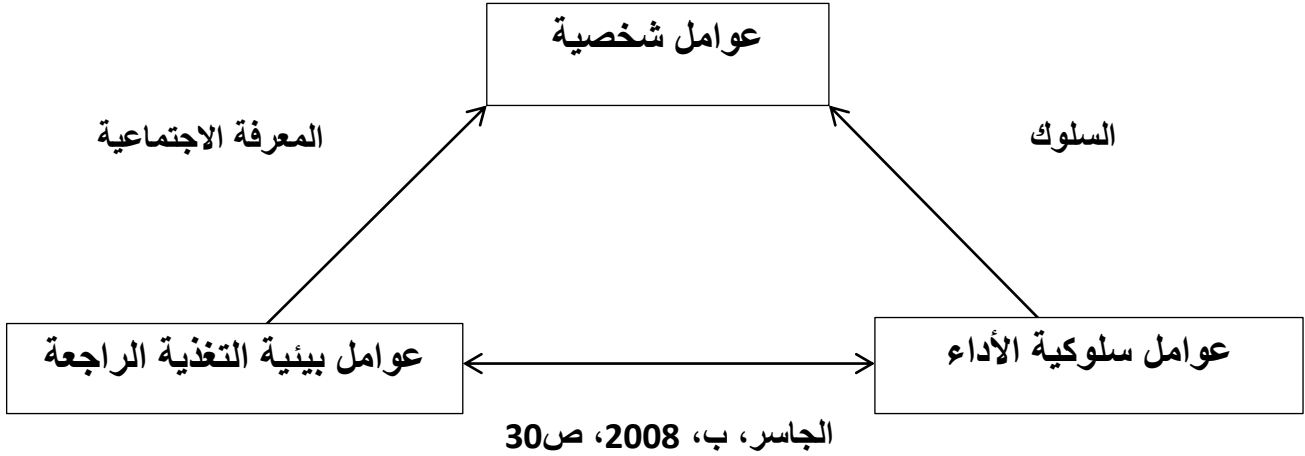 عوامل شخصية
السلوك
المعرفة الاجتماعية
عوامل سلوكية الأداء
عوامل بيئية التغذية الراجعة
الجاسر، ب، 2008، ص30